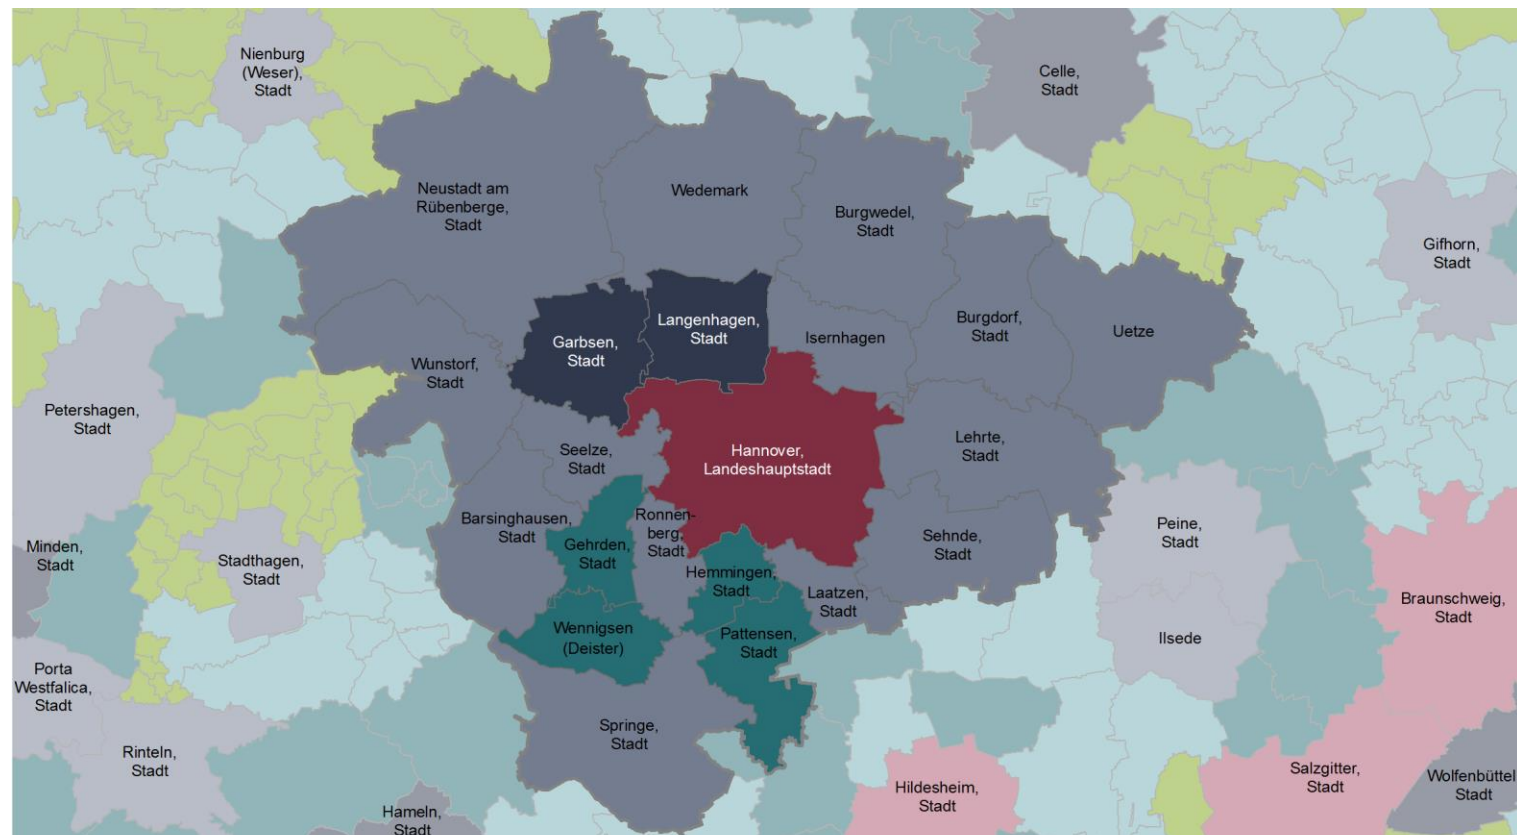 Nienburg
(Weser),
Stadt
Celle,
Stadt
Neustadt am
Rübenberge,
Stadt
Wedemark
Burgwedel,
Stadt
Gifhorn,
Stadt
Garbsen,
Stadt
Langenhagen,
Stadt
Isernhagen
Burgdorf,
Stadt
Uetze
Wunstorf,
Stadt
Petershagen,
Stadt
Seelze,
Stadt
Hannover,
Landeshauptstadt
Lehrte,
Stadt
Barsinghausen,
Stadt
Ronnen-
berg,
Stadt
Gehrden,
Stadt
Sehnde,
Stadt
Peine,
Stadt
Minden,
Stadt
Stadthagen,
Stadt
Hemmingen,
Stadt
Laatzen,
Stadt
Braunschweig,
Stadt
Wennigsen
(Deister)
Pattensen,
Stadt
Ilsede
Porta
Westfalica,
Stadt
Springe,
Stadt
Rinteln,
Stadt
Hildesheim,
Stadt
Salzgitter,
Stadt
Wolfenbüttel
Stadt
Hameln,
Stadt